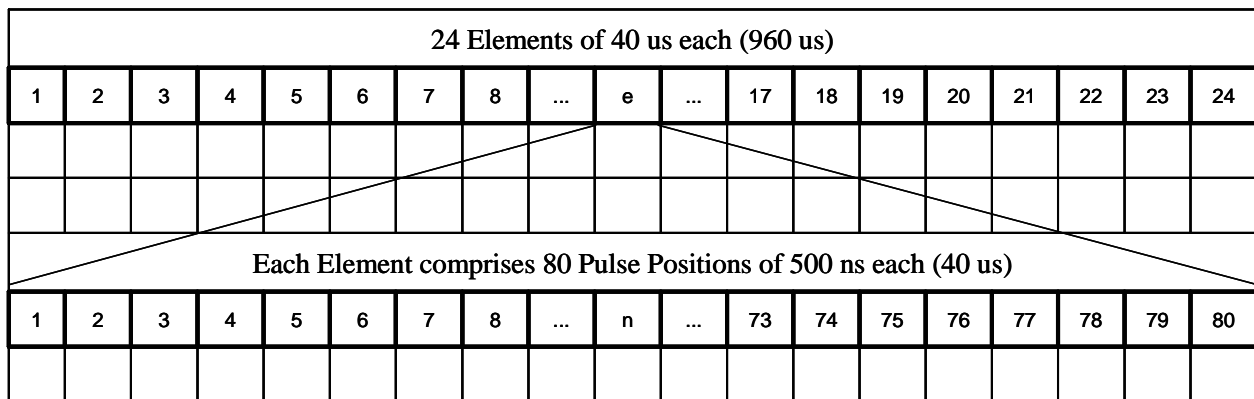 24 Elements of 40 us each (960 us)
1 2 3 4 5 6 7 8 ... e ... 17 18 19 20 21 22 23 24
Each Element comprises 80 Pulse Positions of 500 ns each (40 us)
1 2 3 4 5 6 7 8 ... n ... 73 74 75 76 77 78 79 80